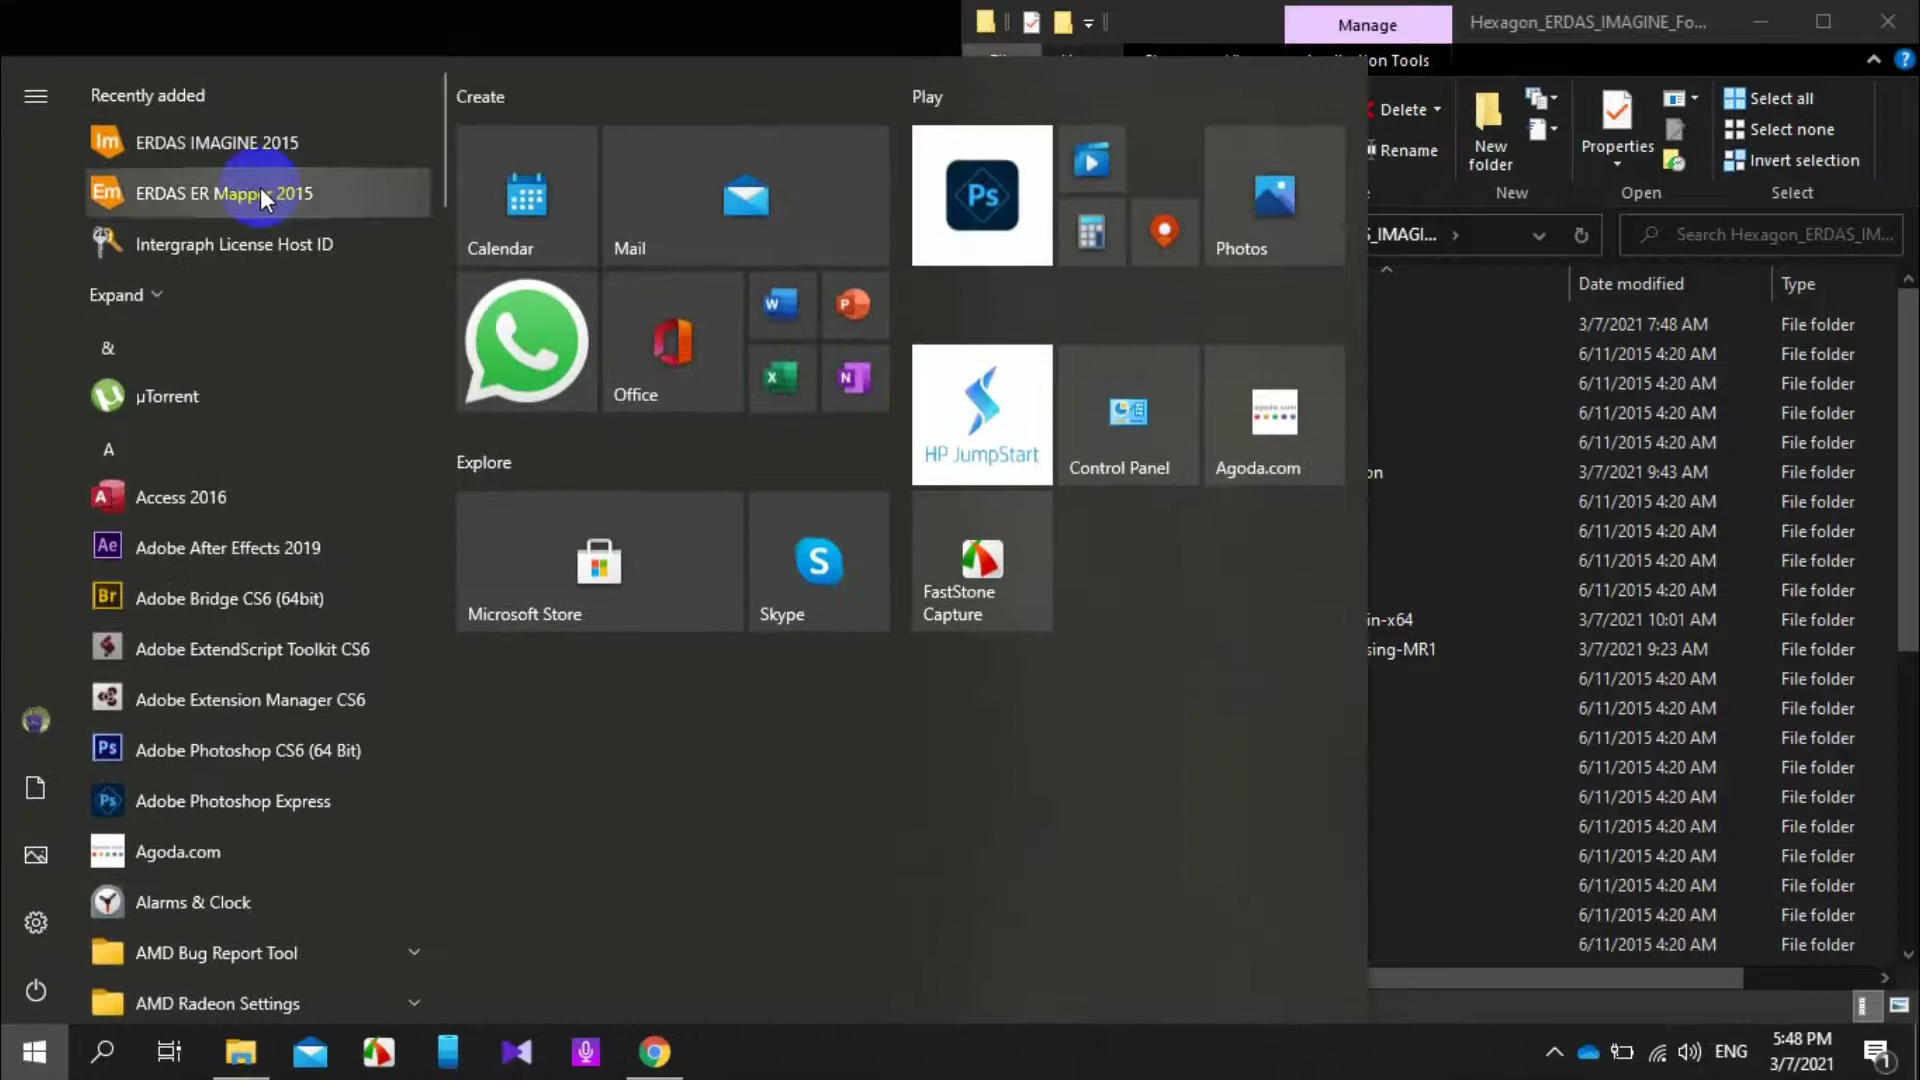 Manage
Hexagon_ERDAS_IMAGINE_Fo...
Tools
Recently added
ERDAS IMAGINE 2015
Em
ERDAS ER Mapper 2015
Intergraph License Host ID
Expand
&
µTorrent
A
Access 2016
Ae
Adobe After Effects 2019
Br
Adobe Bridge CS6 (64bit)
Adobe ExtendScript Toolkit CS6
Adobe Extension Manager CS6
Ps
Adobe Photoshop CS6 (64 Bit)
Ps
Adobe Photoshop Express
Agoda.com
Alarms & Clock
AMD Bug Report Tool
AMD Radeon Settings
Create
Calendar
Mail
Office
Explore
Microsoft Store
Skype
Play
Ps
Photos
HP JumpStart
Control Panel
agoda.com
Agoda.com
FastStone
Capture
Delete
Rename
New
folder
New
Properties
Open
Select all
Select none
Invert selection
Select
S_IMAGI...
Search Hexagon_ERDAS_IM...
Date modified
Type
3/7/2021 7:48 AM File folder
6/11/2015 4:20 AM File folder
6/11/2015 4:20 AM File folder
6/11/2015 4:20 AM File folder
6/11/2015 4:20 AM File folder
on 3/7/2021 9:43 AM File folder
6/11/2015 4:20 AM File folder
6/11/2015 4:20 AM File folder
6/11/2015 4:20 AM File folder
6/11/2015 4:20 AM File folder
in-x64 3/7/2021 10:01 AM File folder
sing-MR1 3/7/2021 9:23 AM File folder
6/11/2015 4:20 AM File folder
6/11/2015 4:20 AM File folder
6/11/2015 4:20 AM File folder
6/11/2015 4:20 AM File folder
6/11/2015 4:20 AM File folder
6/11/2015 4:20 AM File folder
6/11/2015 4:20 AM File folder
6/11/2015 4:20 AM File folder
6/11/2015 4:20 AM File folder
6/11/2015 4:20 AM File folder
ENG
5:48 PM
3/7/2021
1